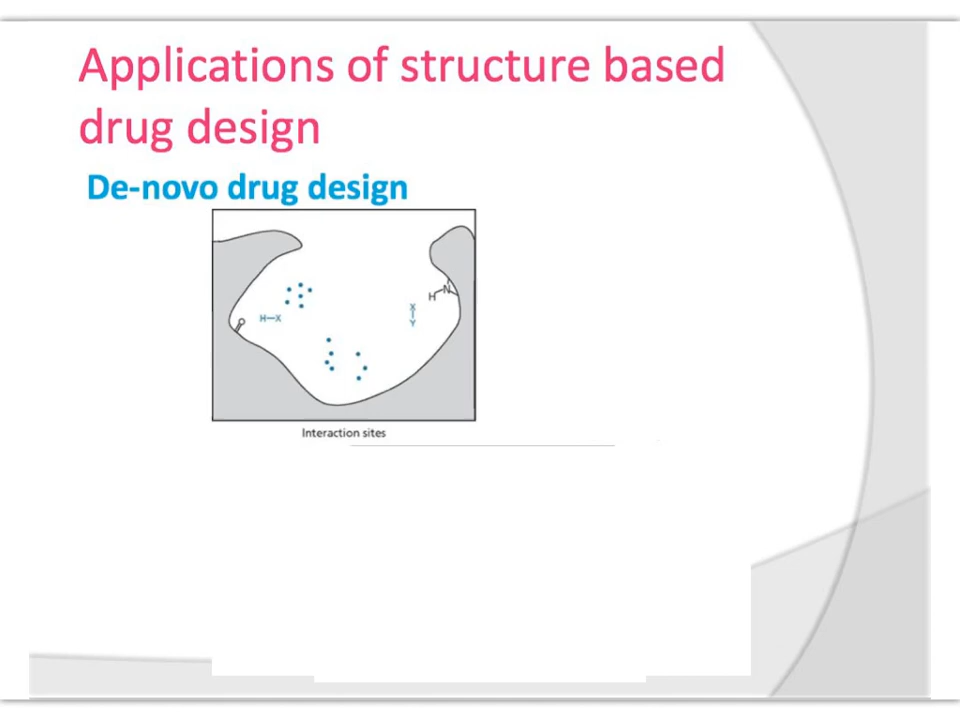 Applications of structure based
drug design
De-novo drug design
H
N
H—X
X
Y
Interaction sites